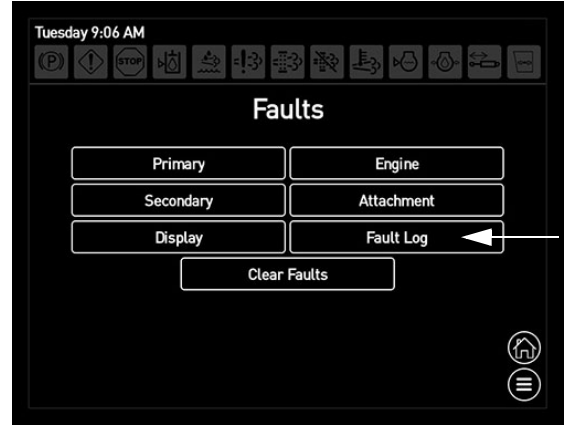 Tuesday 9:06 AM
(P) STOP
Faults
Primary Engine
Secondary Attachment
Display Fault Log
Clear Faults